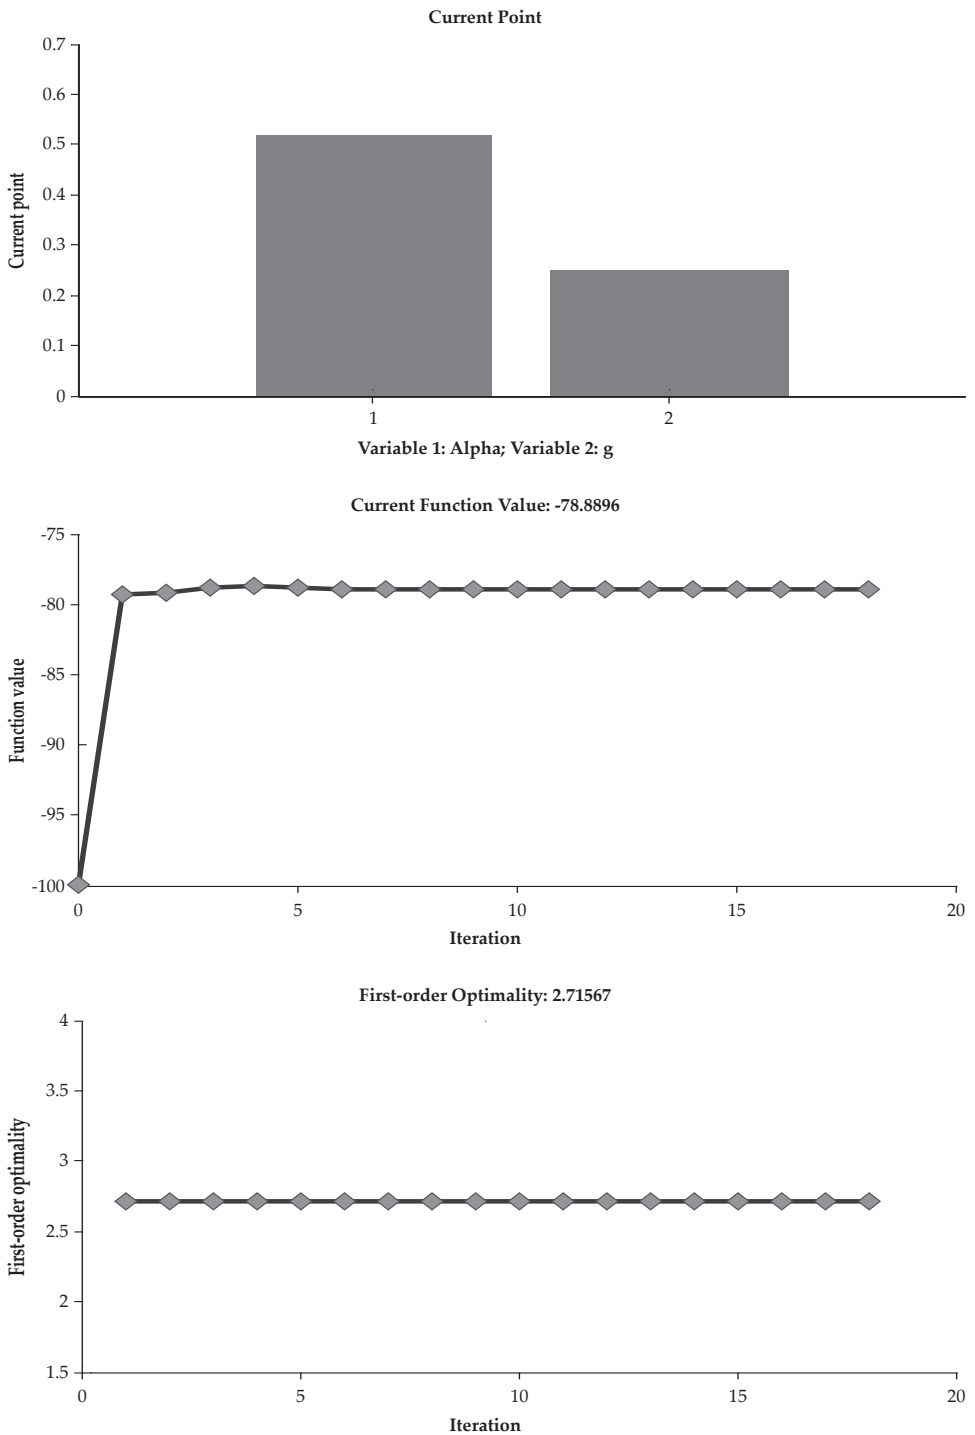 Current Point
0.7
0.6
0.5
0.4
0.3
0.2
0.1
0
Current point
1 2
Variable 1: Alpha; Variable 2: g
Current Function Value: -78.8896
-75
-80
-85
-90
-95
-100
Function value
0 5 10 15 20
Iteration
First-order Optimality: 2.71567
4
3.5
3
2.5
2
1.5
First-order optimality
0 5 10 15 20
Iteration